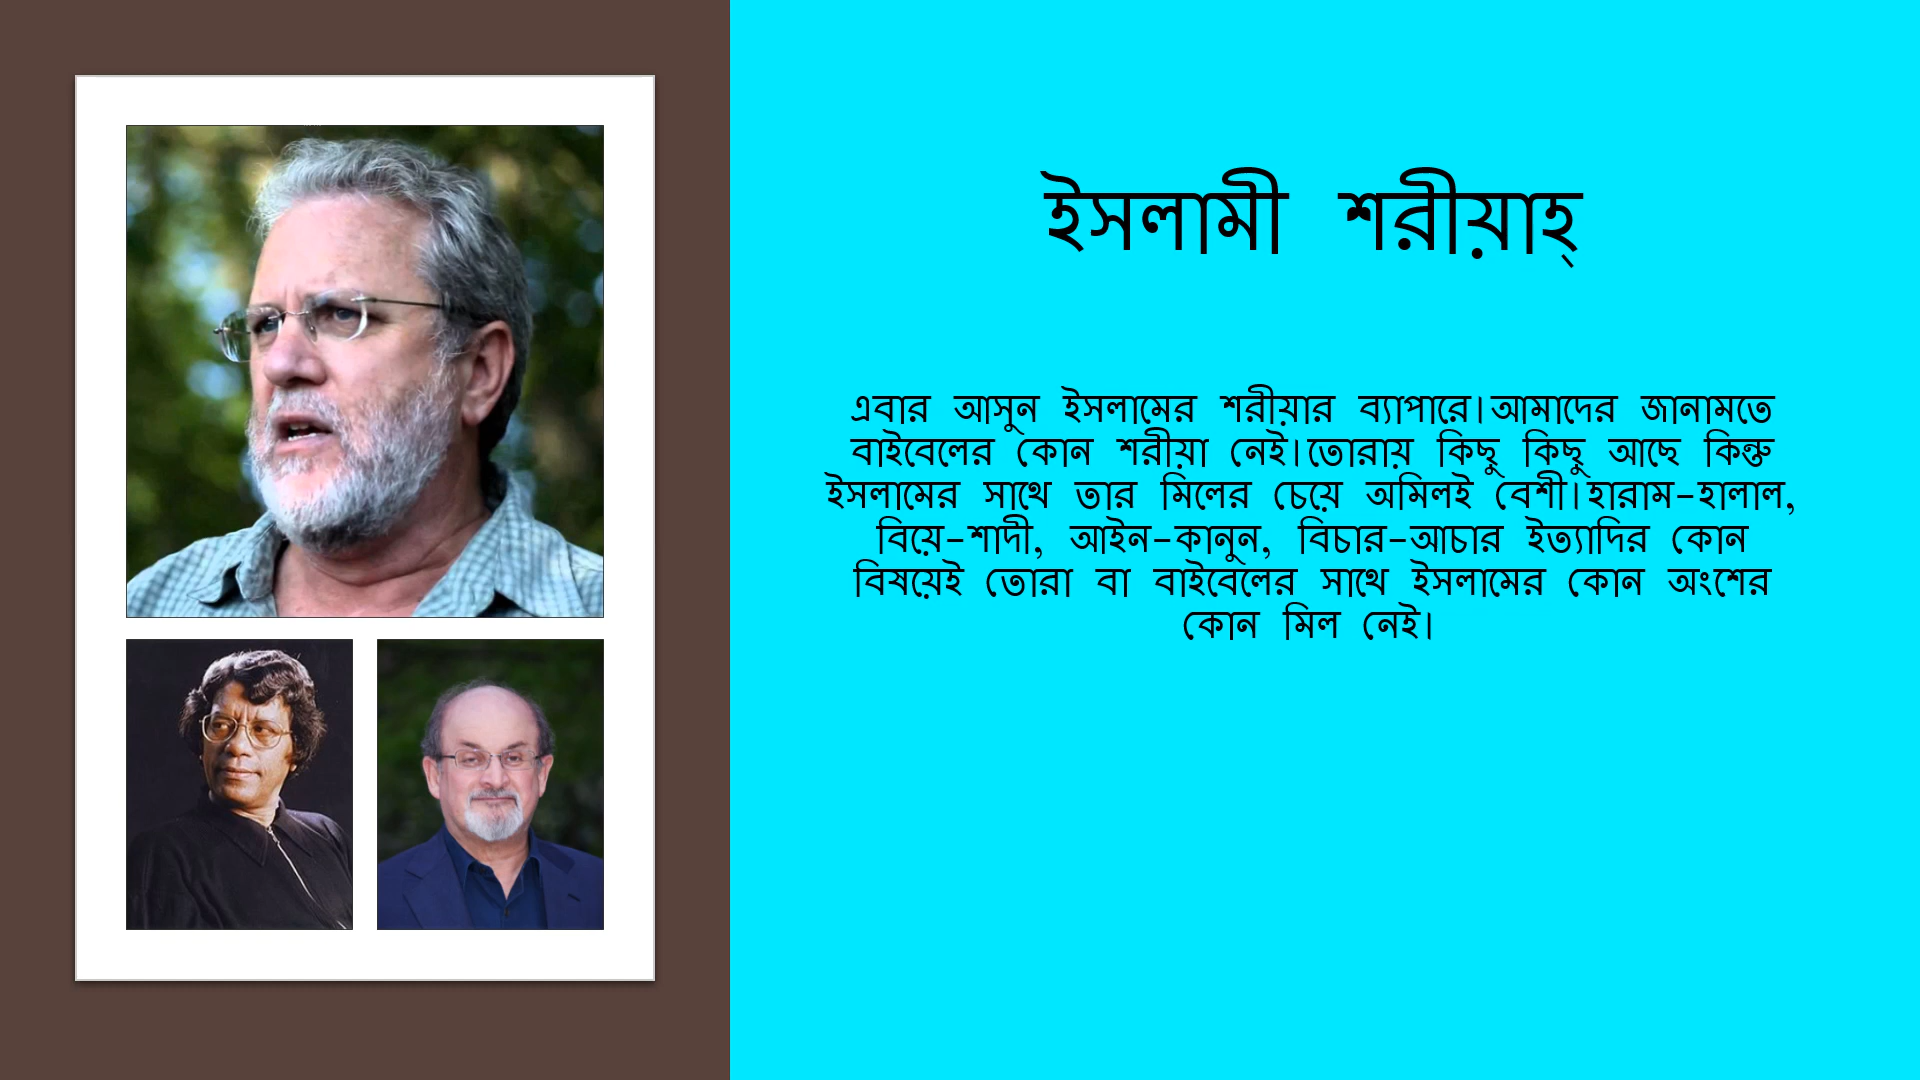 ইসলামী শরীয়াহ্
এবার আসুন ইসলামের শরীয়ার ব্যাপারে।আমাদের জানামতে
বাইবেলের কোন শরীয়া নেই।তোরায় কিছু কিছু আছে কিন্তু
ইসলামের সাথে তার মিলের চেয়ে অমিলই বেশী।হারাম-হালাল,
বিয়ে-শাদী, আইন-কানুন, বিচার-আচার ইত্যাদির কোন
বিষয়েই তোরা বা বাইবেলের সাথে ইসলামের কোন অংশের
কোন মিল নেই।